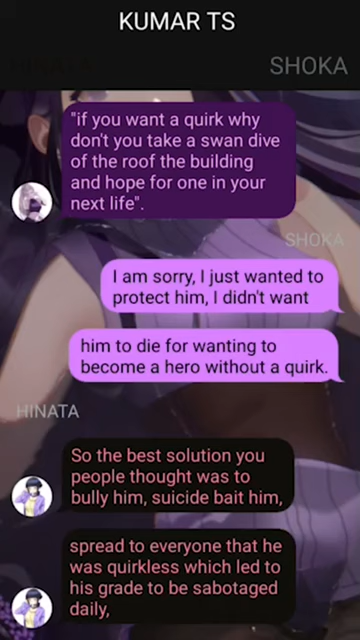 KUMAR TS
SHOKA
"if you want a quirk why
don't you take a swan dive
of the roof the building
and hope for one in your
next life".
SHOKA
I am sorry, I just wanted to
protect him, I didn't want
him to die for wanting to
become a hero without a quirk.
HINATA
So the best solution you
people thought was to
bully him, suicide bait him,
spread to everyone that he
was quirkless which led to
his grade to be sabotaged
daily,